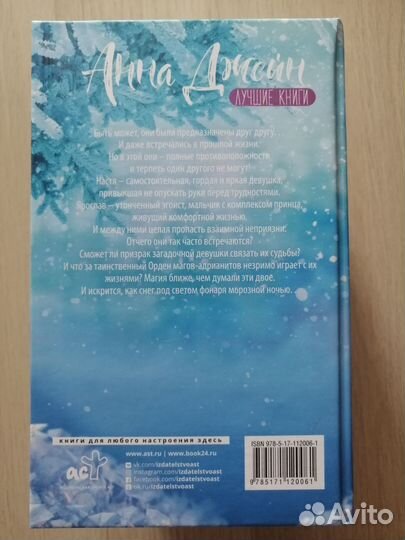 Анна Джейн
ЛУЧШИЕ КНИГИ
Быть может, они были предназначены друг другу...
И даже встречались в прошлой жизни.
Но в этой они – полные противоположности
и терпеть один другого не могут!
Настя – самостоятельная, гордая и яркая девушка,
привыкшая не опускать руки перед трудностями.
Ярослав – утонченный эгоист, мальчик с комплексом принца,
живущий комфортной жизнью.
И между ними целая пропасть взаимной неприязни.
Отчего они так часто встречаются?
Сможет ли призрак загадочной девушки связать их судьбы?
И что за таинственный Орден магов-адрианитов незримо играет с их
жизнями? Магия ближе, чем думали эти двое.
И искрится, как снег под светом фонаря морозной ночью...
книги для любого настроения здесь
www.ast.ru | www.book24.ru
vk.com/izdatelstvoast
instagram.com/izdatelstvoast
facebook.com/izdatelstvoast
ok.ru/izdatelstvoast
аст
ISBN 978-5-17-112006-1
9 785171 120061
Avito